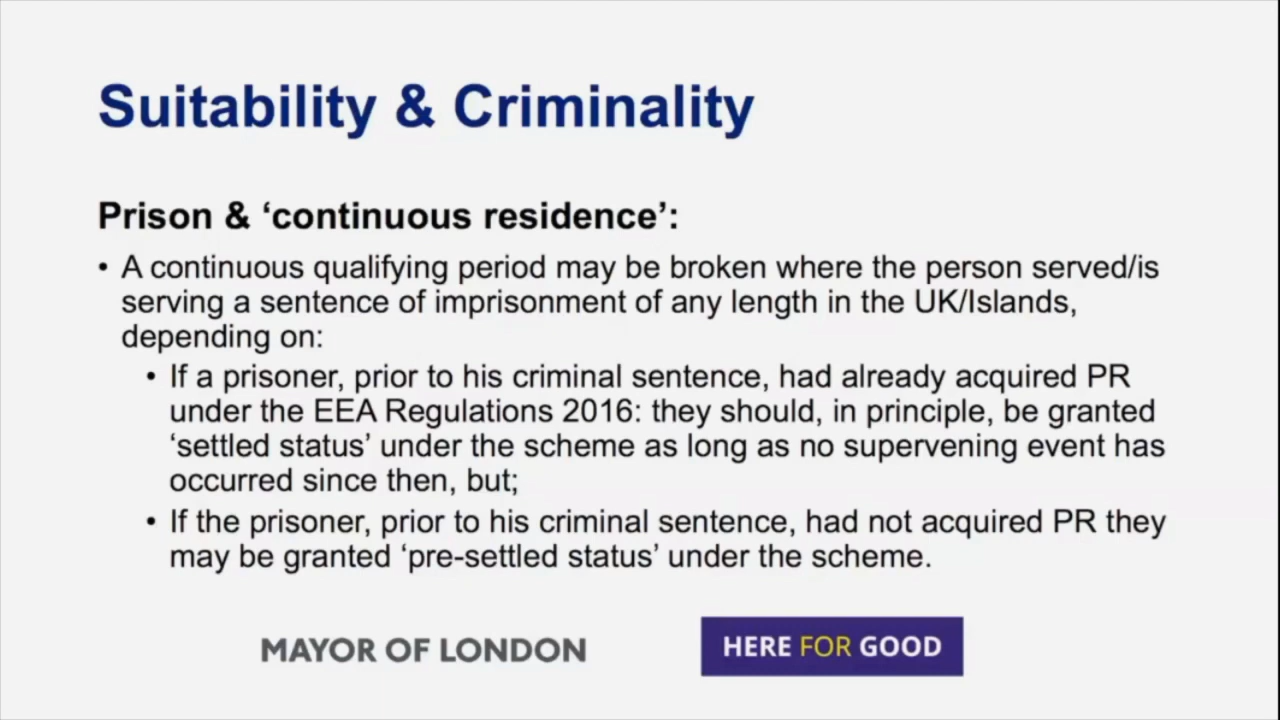 Suitability & Criminality
Prison & ‘continuous residence’:
• A continuous qualifying period may be broken where the person served/is
serving a sentence of imprisonment of any length in the UK/Islands,
depending on:
• If a prisoner, prior to his criminal sentence, had already acquired PR
under the EEA Regulations 2016: they should, in principle, be granted
‘settled status’ under the scheme as long as no supervening event has
occurred since then, but;
• If the prisoner, prior to his criminal sentence, had not acquired PR they
may be granted ‘pre-settled status’ under the scheme.
MAYOR OF LONDON
HERE FOR GOOD